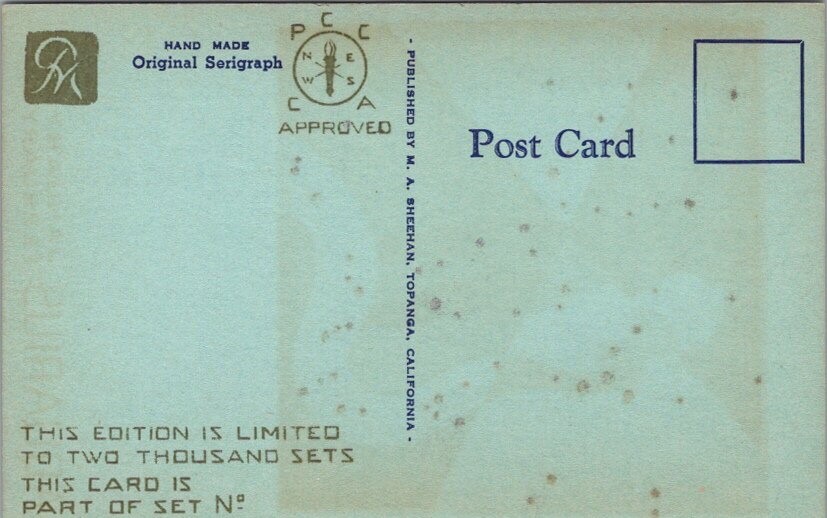 HAND MADE
Original Serigraph
P C C
N E
W S
C A
APPROVED
- PUBLISHED BY M. A. SHEEHAN, TOPANGA, CALIFORNIA -
Post Card
THIS EDITION IS LIMITED
TO TWO THOUSAND SETS
THIS CARD IS
PART OF SET Nº